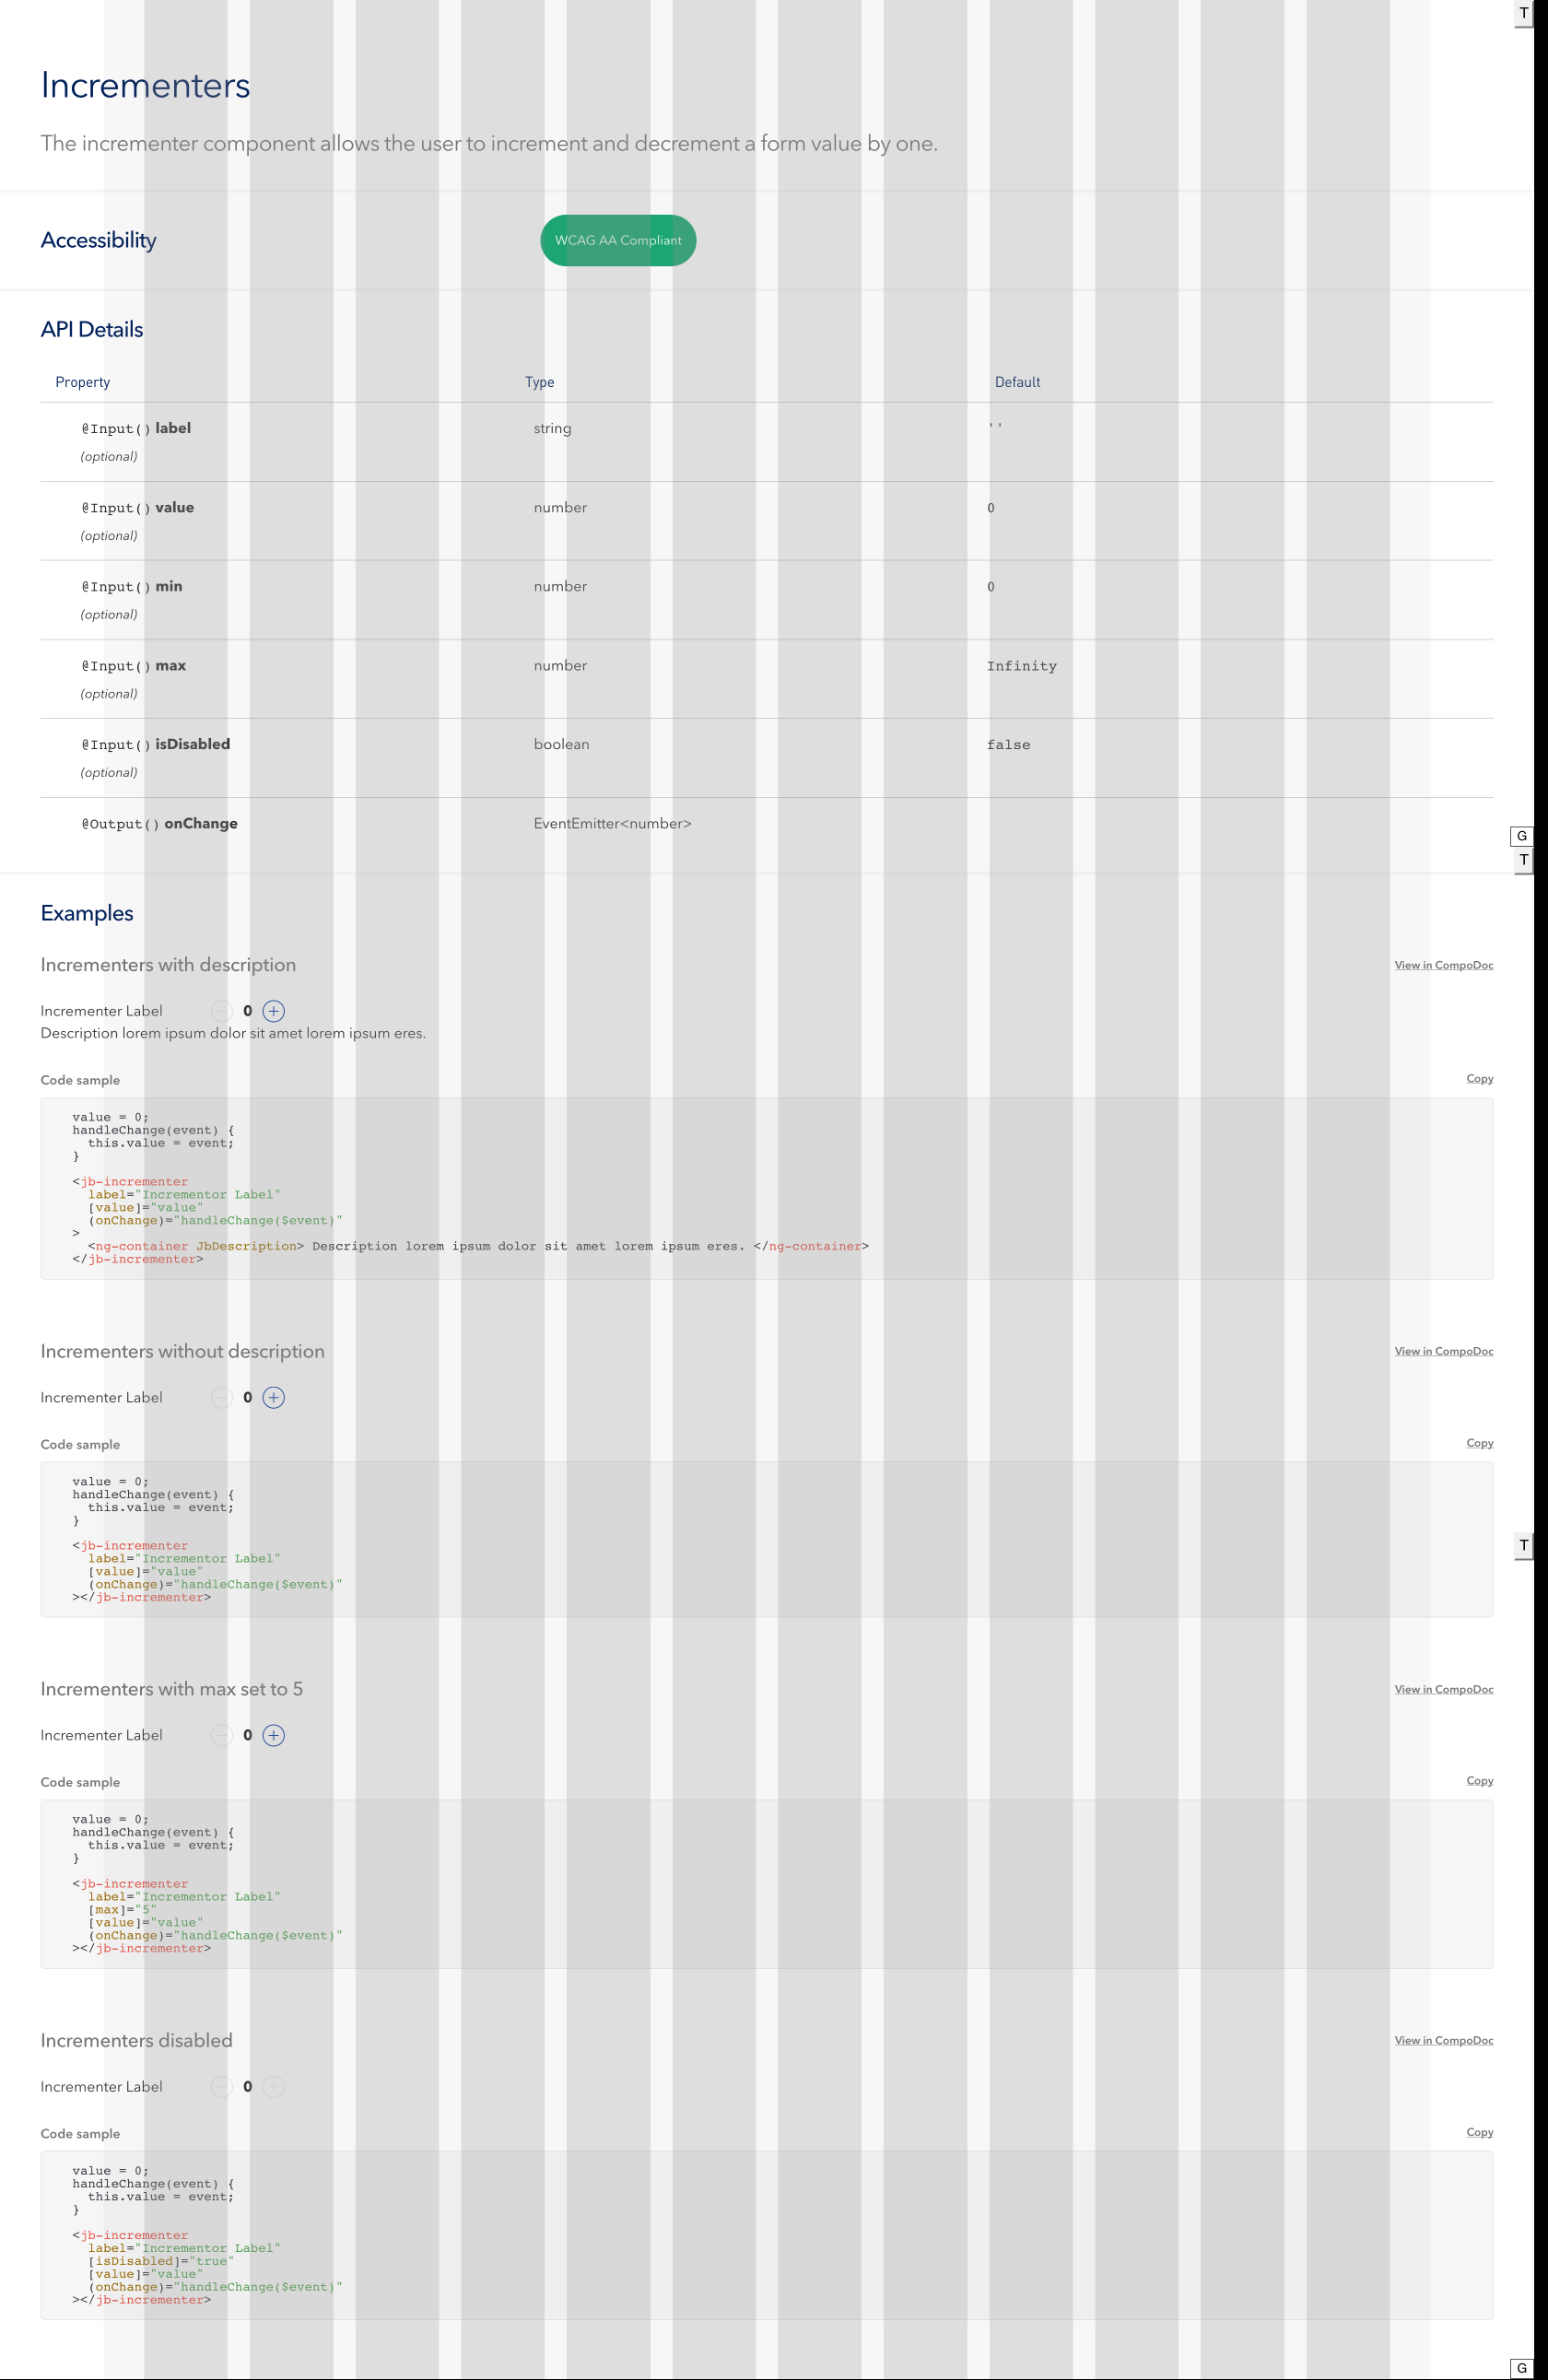 T
Incrementers
The incrementer component allows the user to increment and decrement a form value by one.
Accessibility WCAG AA Compliant
API Details
Property Type Default
@Input() label string ''
(optional)
@Input() value number 0
(optional)
@Input() min number 0
(optional)
@Input() max number Infinity
(optional)
@Input() isDisabled boolean false
(optional)
@Output() onChange EventEmitter<number>
G
T
Examples
Incrementers with description View in CompoDoc
Incrementer Label 0
Description lorem ipsum dolor sit amet lorem ipsum eres.
Code sample Copy
value = 0;
handleChange(event) {
  this.value = event;
}
<jb-incrementer
  label="Incrementor Label"
  [value]="value"
  (onChange)="handleChange($event)"
>
  <ng-container JbDescription> Description lorem ipsum dolor sit amet lorem ipsum eres. </ng-container>
</jb-incrementer>
Incrementers without description View in CompoDoc
Incrementer Label 0
Code sample Copy
value = 0;
handleChange(event) {
  this.value = event;
}
<jb-incrementer
  label="Incrementor Label"
  [value]="value"
  (onChange)="handleChange($event)"
></jb-incrementer>
T
Incrementers with max set to 5 View in CompoDoc
Incrementer Label 0
Code sample Copy
value = 0;
handleChange(event) {
  this.value = event;
}
<jb-incrementer
  label="Incrementor Label"
  [max]="5"
  [value]="value"
  (onChange)="handleChange($event)"
></jb-incrementer>
Incrementers disabled View in CompoDoc
Incrementer Label 0
Code sample Copy
value = 0;
handleChange(event) {
  this.value = event;
}
<jb-incrementer
  label="Incrementor Label"
  [isDisabled]="true"
  [value]="value"
  (onChange)="handleChange($event)"
></jb-incrementer>
G